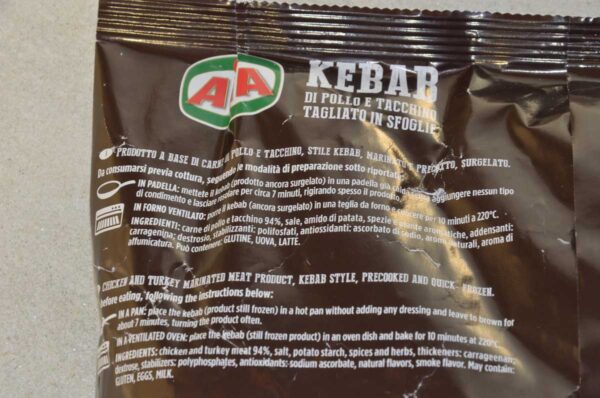 AIA
KEBAB
DI POLLO E TACCHINO
TAGLIATO IN SFOGLIE
PRODOTTO A BASE DI CARNE POLLO E TACCHINO, STILE KEBAB, MARINATO E PRECOTTO, SURGELATO.
Da consumarsi previa cottura, seguendo le modalità di preparazione sotto riportate:
IN PADELLA: mettete il kebab (prodotto ancora surgelato) in una padella già calda senza aggiungere nessun tipo
di condimento e lasciare rosolare per circa 7 minuti, rigirando spesso il prodotto.
IN FORNO VENTILATO: porre il kebab (ancora surgelato) in una teglia da forno e cuocere per 10 minuti a 220°C.
INGREDIENTI: carne di pollo e tacchino 94%, sale, amido di patata, spezie e piante aromatiche, addensanti:
carragenina; destrosio, stabilizzanti: polifosfati, antiossidanti: ascorbato di sodio, aromi naturali, aroma di
affumicatura. Può contenere: GLUTINE, UOVA, LATTE.
CHICKEN AND TURKEY MARINATED MEAT PRODUCT, KEBAB STYLE, PRECOOKED AND QUICK- FROZEN.
before eating, following the instructions below:
IN A PAN: place the kebab (product still frozen) in a hot pan without adding any dressing and leave to brown for
about 7 minutes, turning the product often.
IN A VENTILATED OVEN: place the kebab (still frozen product) in an oven dish and bake for 10 minutes at 220°C
INGREDIENTS: chicken and turkey meat 94%, salt, potato starch, spices and herbs, thickeners: carrageenan;
dextrose, stabilizers: polyphosphates, antioxidants: sodium ascorbate, natural flavors, smoke flavor. May contain:
GLUTEN, EGGS, MILK.